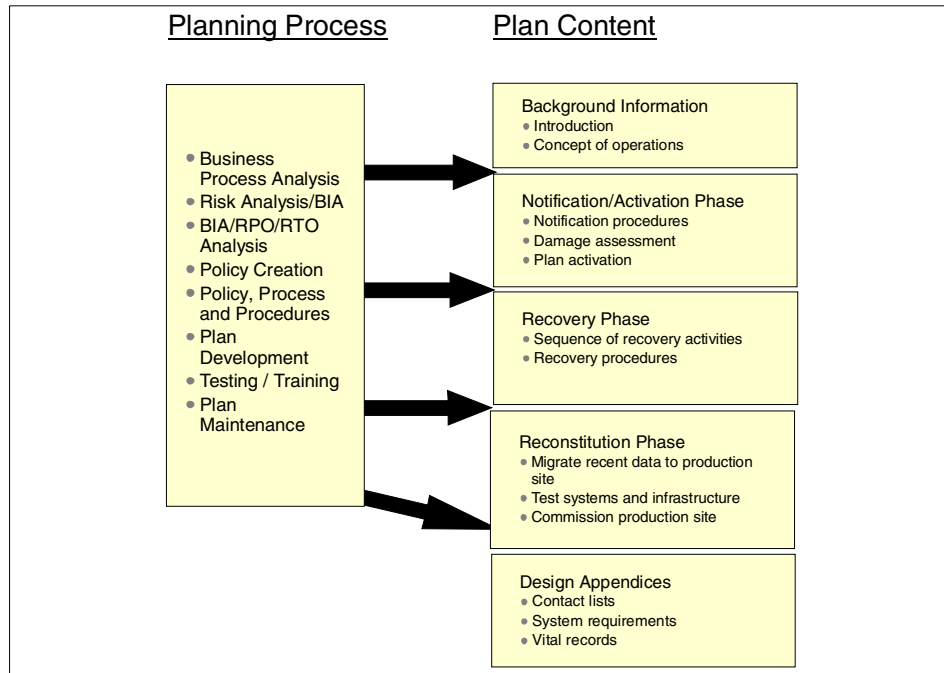 Planning Process
Plan Content
● Business
Process Analysis
● Risk Analysis/BIA
● BIA/RPO/RTO
Analysis
● Policy Creation
● Policy, Process
and Procedures
● Plan
Development
● Testing / Training
● Plan
Maintenance
Background Information
● Introduction
● Concept of operations
Notification/Activation Phase
● Notification procedures
● Damage assessment
● Plan activation
Recovery Phase
● Sequence of recovery activities
● Recovery procedures
Reconstitution Phase
● Migrate recent data to production
site
● Test systems and infrastructure
● Commission production site
Design Appendices
● Contact lists
● System requirements
● Vital records